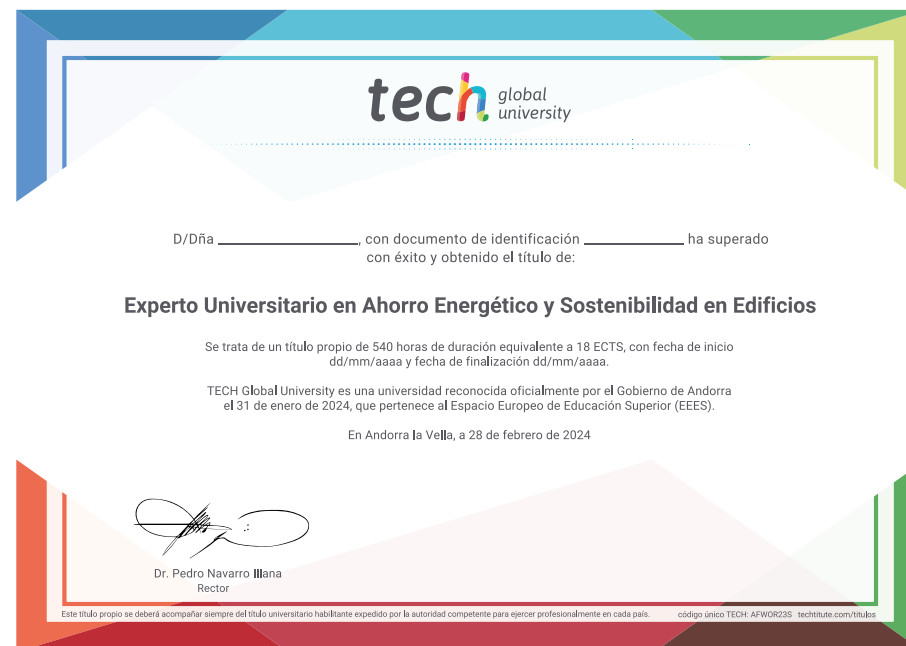 tech global university
D/Dña ______________, con documento de identificación __________ ha superado
con éxito y obtenido el título de:
Experto Universitario en Ahorro Energético y Sostenibilidad en Edificios
Se trata de un título propio de 540 horas de duración equivalente a 18 ECTS, con fecha de inicio
dd/mm/aaaa y fecha de finalización dd/mm/aaaa.
TECH Global University es una universidad reconocida oficialmente por el Gobierno de Andorra
el 31 de enero de 2024, que pertenece al Espacio Europeo de Educación Superior (EEES).
En Andorra la Vella, a 28 de febrero de 2024
Dr. Pedro Navarro Illana
Rector
Este título propio se deberá acompañar siempre del título universitario habilitante expedido por la autoridad competente para ejercer profesionalmente en cada país. código único TECH: AFWOR23S techtitute.com/titulos